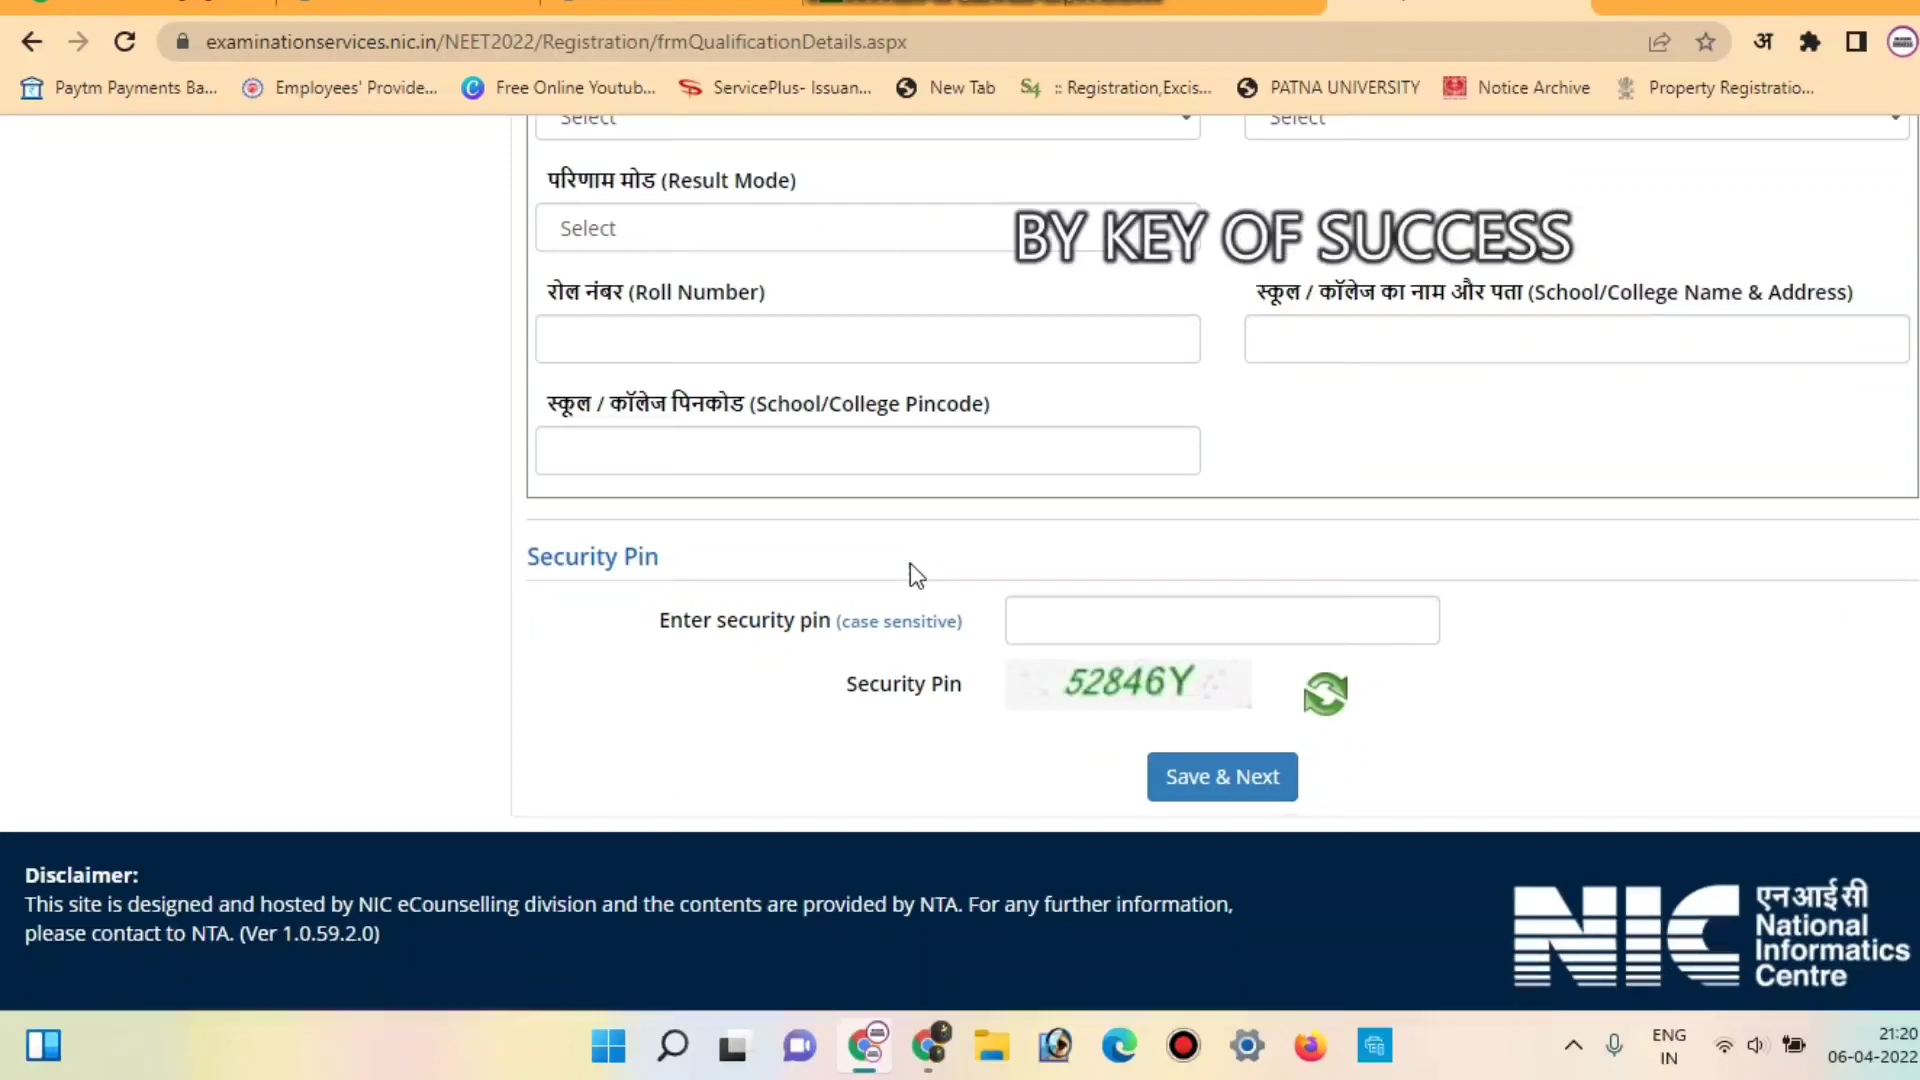 examinationservices.nic.in/NEET2022/Registration/frmQualificationDetails.aspx
अ
Paytm Payments Ba... Employees' Provide... Free Online Youtub... ServicePlus- Issuan... New Tab :: Registration,Excis... PATNA UNIVERSITY Notice Archive Property Registratio...
Select Select
परिणाम मोड (Result Mode)
Select
BY KEY OF SUCCESS
रोल नंबर (Roll Number) स्कूल / कॉलेज का नाम और पता (School/College Name & Address)
स्कूल / कॉलेज पिनकोड (School/College Pincode)
Security Pin
Enter security pin (case sensitive)
Security Pin 52846Y
Save & Next
Disclaimer:
This site is designed and hosted by NIC eCounselling division and the contents are provided by NTA. For any further information,
please contact to NTA. (Ver 1.0.59.2.0)
NIC
एन आई सी
National
Informatics
Centre
ENG
IN
21:20
06-04-2022